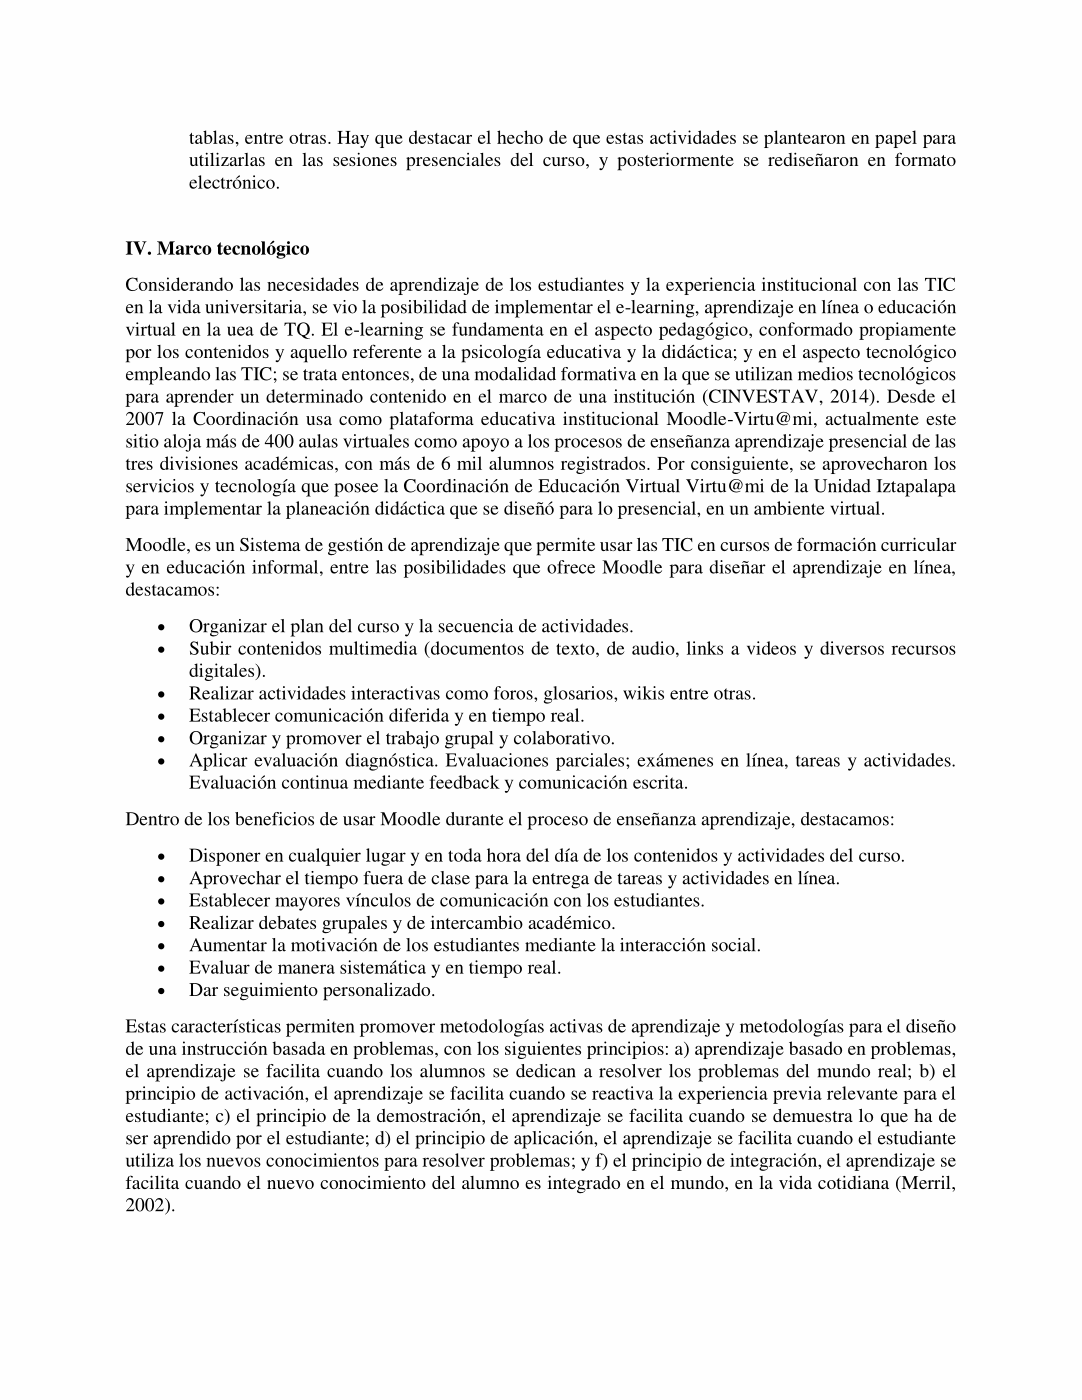 tablas, entre otras. Hay que destacar el hecho de que estas actividades se plantearon en papel para
utilizarlas en las sesiones presenciales del curso, y posteriormente se rediseñaron en formato
electrónico.
IV. Marco tecnológico
Considerando las necesidades de aprendizaje de los estudiantes y la experiencia institucional con las TIC
en la vida universitaria, se vio la posibilidad de implementar el e-learning, aprendizaje en línea o educación
virtual en la uea de TQ. El e-learning se fundamenta en el aspecto pedagógico, conformado propiamente
por los contenidos y aquello referente a la psicología educativa y la didáctica; y en el aspecto tecnológico
empleando las TIC; se trata entonces, de una modalidad formativa en la que se utilizan medios tecnológicos
para aprender un determinado contenido en el marco de una institución (CINVESTAV, 2014). Desde el
2007 la Coordinación usa como plataforma educativa institucional Moodle-Virtu@mi, actualmente este
sitio aloja más de 400 aulas virtuales como apoyo a los procesos de enseñanza aprendizaje presencial de las
tres divisiones académicas, con más de 6 mil alumnos registrados. Por consiguiente, se aprovecharon los
servicios y tecnología que posee la Coordinación de Educación Virtual Virtu@mi de la Unidad Iztapalapa
para implementar la planeación didáctica que se diseñó para lo presencial, en un ambiente virtual.
Moodle, es un Sistema de gestión de aprendizaje que permite usar las TIC en cursos de formación curricular
y en educación informal, entre las posibilidades que ofrece Moodle para diseñar el aprendizaje en línea,
destacamos:
• Organizar el plan del curso y la secuencia de actividades.
• Subir contenidos multimedia (documentos de texto, de audio, links a videos y diversos recursos
digitales).
• Realizar actividades interactivas como foros, glosarios, wikis entre otras.
• Establecer comunicación diferida y en tiempo real.
• Organizar y promover el trabajo grupal y colaborativo.
• Aplicar evaluación diagnóstica. Evaluaciones parciales; exámenes en línea, tareas y actividades.
Evaluación continua mediante feedback y comunicación escrita.
Dentro de los beneficios de usar Moodle durante el proceso de enseñanza aprendizaje, destacamos:
• Disponer en cualquier lugar y en toda hora del día de los contenidos y actividades del curso.
• Aprovechar el tiempo fuera de clase para la entrega de tareas y actividades en línea.
• Establecer mayores vínculos de comunicación con los estudiantes.
• Realizar debates grupales y de intercambio académico.
• Aumentar la motivación de los estudiantes mediante la interacción social.
• Evaluar de manera sistemática y en tiempo real.
• Dar seguimiento personalizado.
Estas características permiten promover metodologías activas de aprendizaje y metodologías para el diseño
de una instrucción basada en problemas, con los siguientes principios: a) aprendizaje basado en problemas,
el aprendizaje se facilita cuando los alumnos se dedican a resolver los problemas del mundo real; b) el
principio de activación, el aprendizaje se facilita cuando se reactiva la experiencia previa relevante para el
estudiante; c) el principio de la demostración, el aprendizaje se facilita cuando se demuestra lo que ha de
ser aprendido por el estudiante; d) el principio de aplicación, el aprendizaje se facilita cuando el estudiante
utiliza los nuevos conocimientos para resolver problemas; y f) el principio de integración, el aprendizaje se
facilita cuando el nuevo conocimiento del alumno es integrado en el mundo, en la vida cotidiana (Merril,
2002).